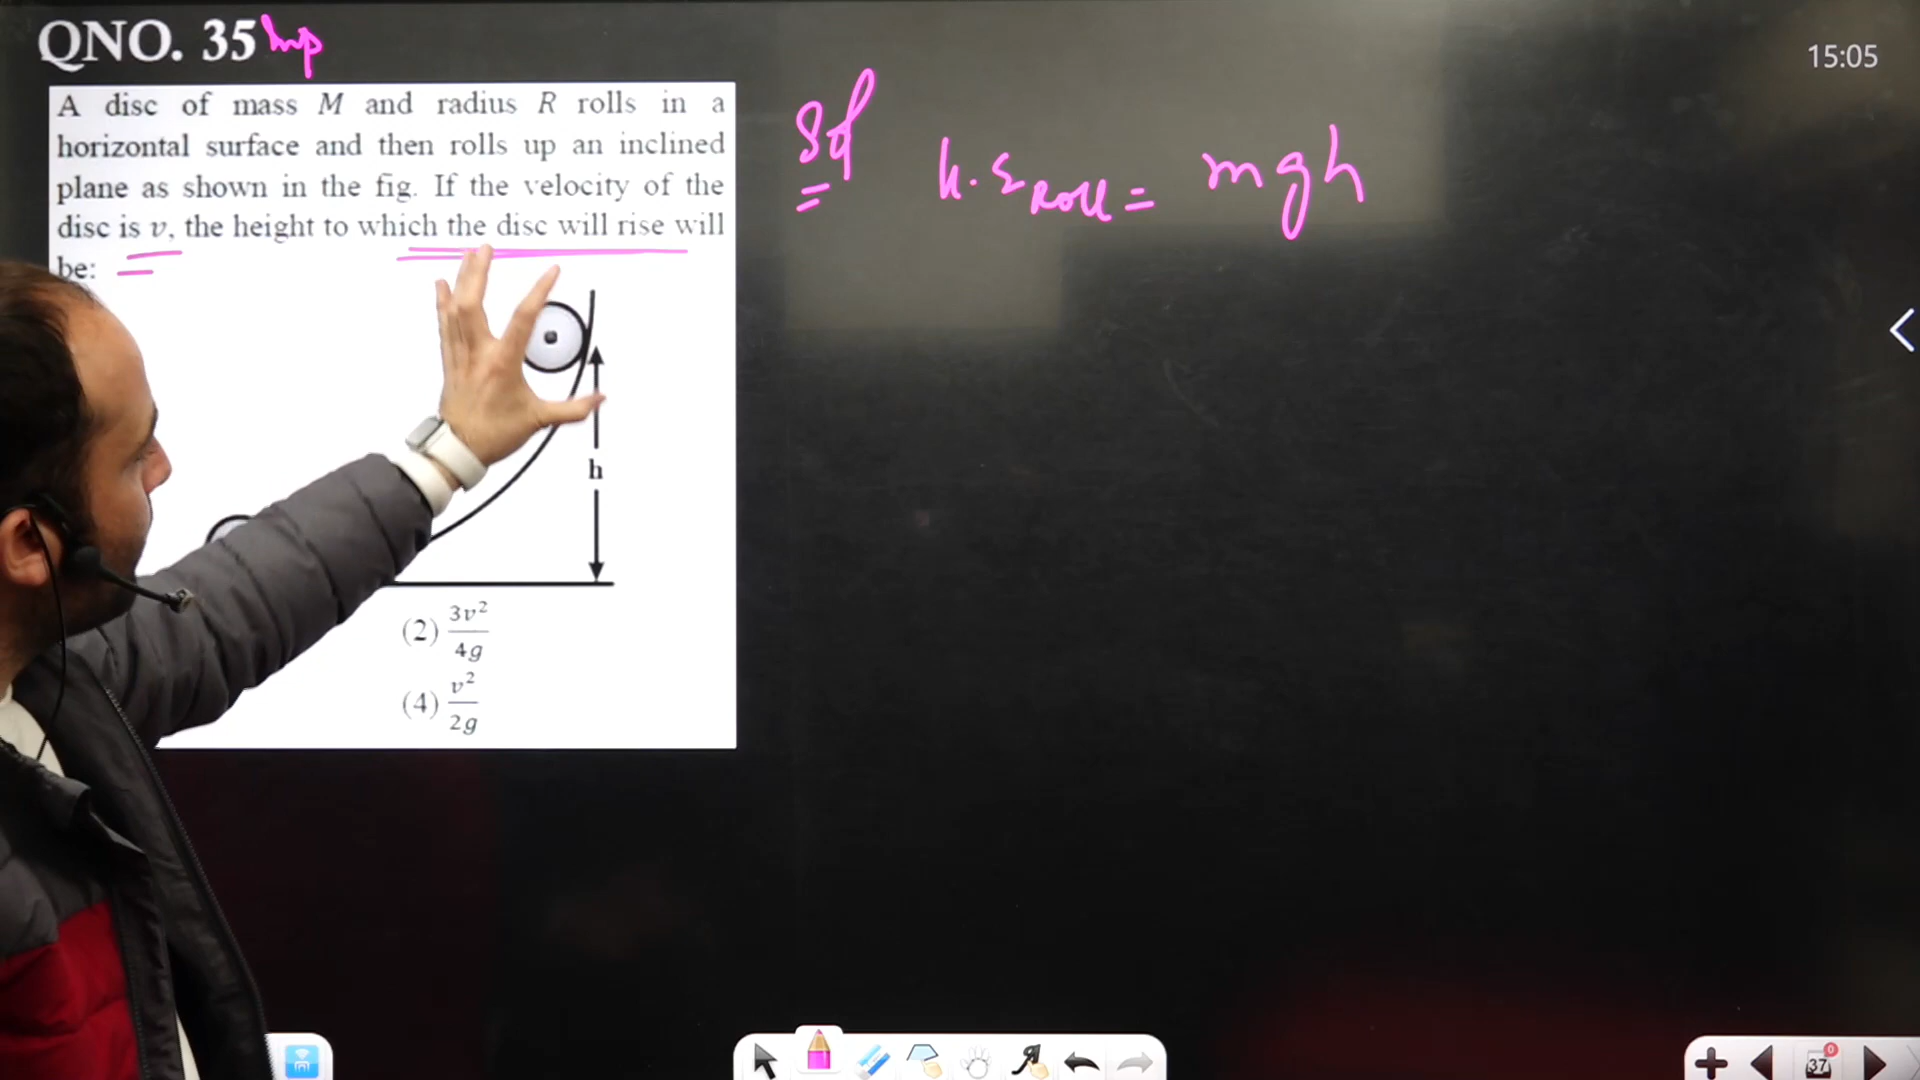 QNO. 35 Imp
15:05
A disc of mass M and radius R rolls in a
horizontal surface and then rolls up an inclined
plane as shown in the fig. If the velocity of the
disc is v, the height to which the disc will rise will
be:
h
(2) 3v²/4g
(4) v²/2g
Sol
K.E Roll = mgh
37
0